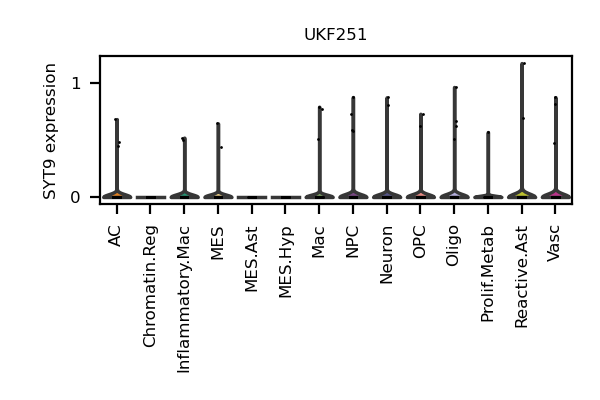 UKF251
SYT9 expression
1
0
AC
Chromatin.Reg
Inflammatory.Mac
MES
MES.Ast
MES.Hyp
Mac
NPC
Neuron
OPC
Oligo
Prolif.Metab
Reactive.Ast
Vasc